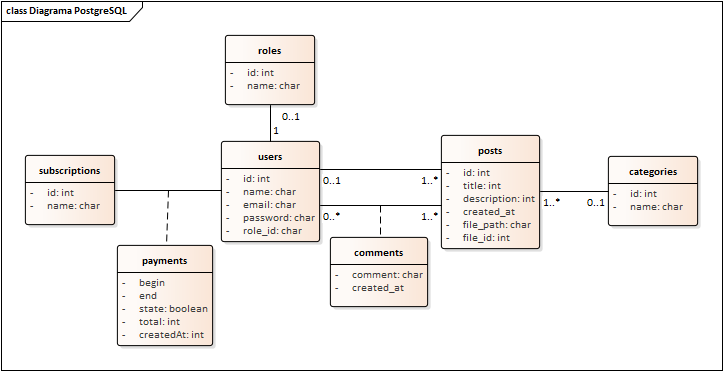 class Diagrama PostgreSQL
roles
- id: int
- name: char
0..1
1
users
- id: int
- name: char
- email: char
- password: char
- role_id: char
subscriptions
- id: int
- name: char
payments
- begin
- end
- state: boolean
- total: int
- createdAt: int
0..1
1..*
0..*
1..*
comments
- comment: char
- created_at
posts
- id: int
- title: int
- description: int
- created_at
- file_path: char
- file_id: int
1..*
0..1
categories
- id: int
- name: char